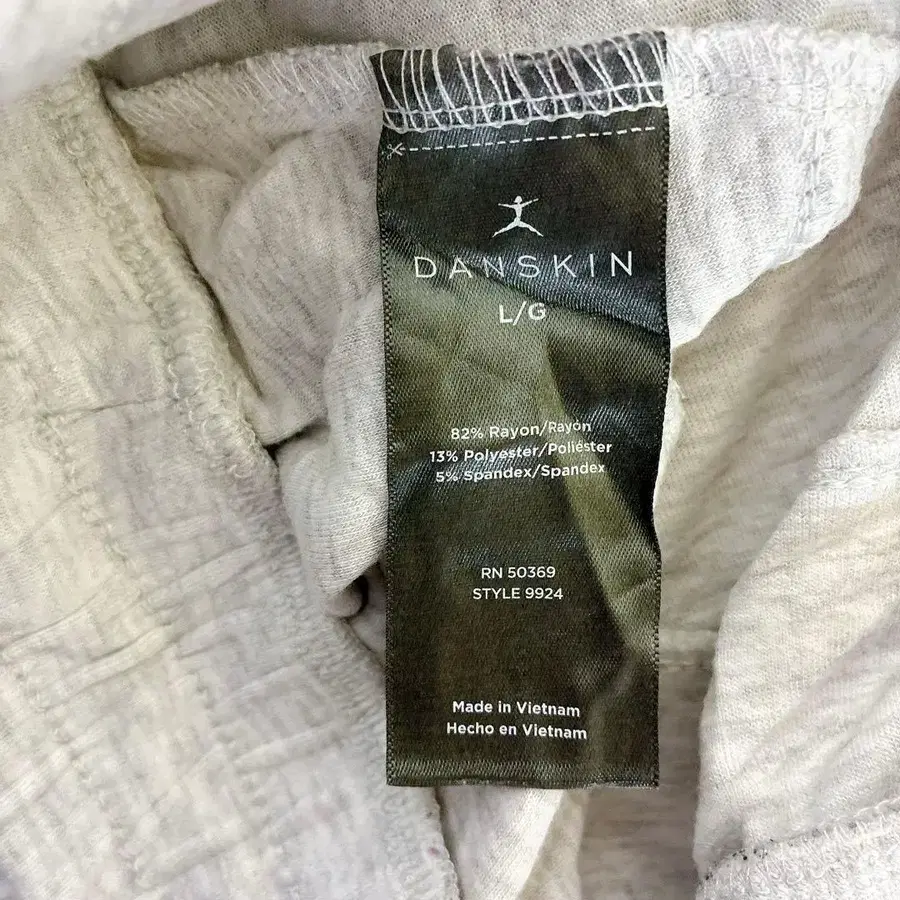 DANSKIN
L/G
82% Rayon/Rayón
13% Polyester/Poliéster
5% Spandex/Spandex
RN 50369
STYLE 9924
Made in Vietnam
Hecho en Vietnam